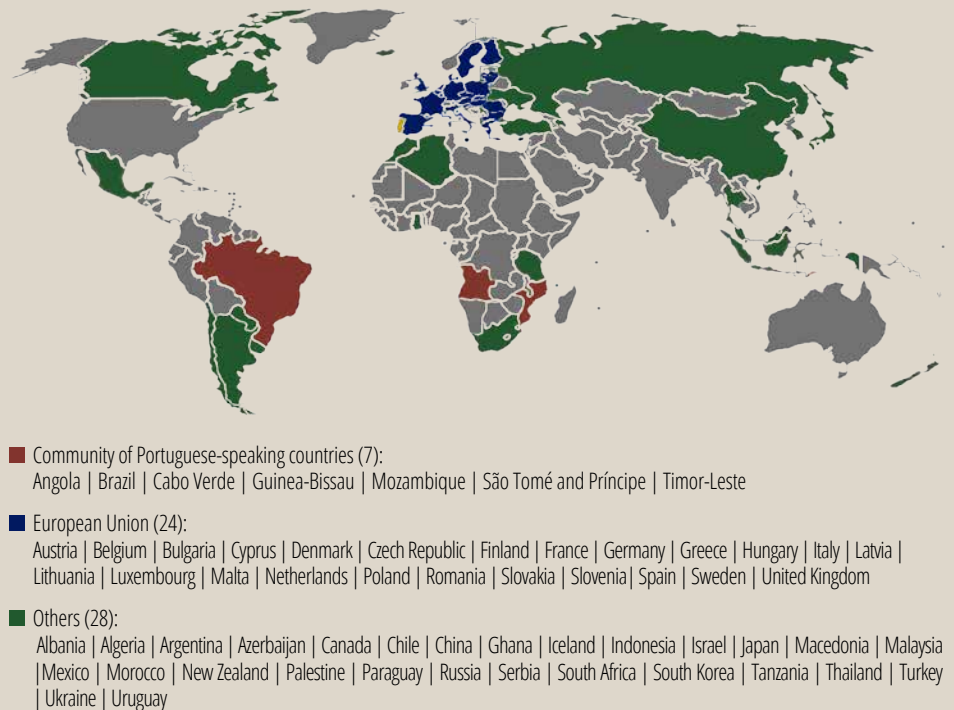 Community of Portuguese-speaking countries (7):
Angola | Brazil | Cabo Verde | Guinea-Bissau | Mozambique | São Tomé and Príncipe | Timor-Leste
European Union (24):
Austria | Belgium | Bulgaria | Cyprus | Denmark | Czech Republic | Finland | France | Germany | Greece | Hungary | Italy | Latvia |
Lithuania | Luxembourg | Malta | Netherlands | Poland | Romania | Slovakia | Slovenia| Spain | Sweden | United Kingdom
Others (28):
Albania | Algeria | Argentina | Azerbaijan | Canada | Chile | China | Ghana | Iceland | Indonesia | Israel | Japan | Macedonia | Malaysia
|Mexico | Morocco | New Zealand | Palestine | Paraguay | Russia | Serbia | South Africa | South Korea | Tanzania | Thailand | Turkey
| Ukraine | Uruguay